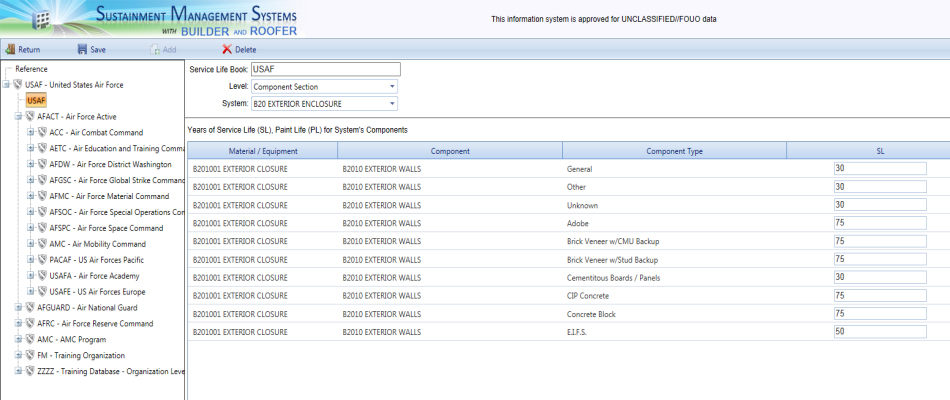 SUSTAINMENT MANAGEMENT SYSTEMS
WITH BUILDER AND ROOFER
This information system is approved for UNCLASSIFIED//FOUO data
Return Save Add Delete
Reference
USAF - United States Air Force
USAF
AFACT - Air Force Active
ACC - Air Combat Command
AETC - Air Education and Training Comma
AFDW - Air Force District Washington
AFGSC - Air Force Global Strike Command
AFMC - Air Force Material Command
AFSOC - Air Force Special Operations Con
AFSPC - Air Force Space Command
AMC - Air Mobility Command
PACAF - US Air Forces Pacific
USAFA - Air Force Academy
USAFE - US Air Forces Europe
AFGUARD - Air National Guard
AFRC - Air Force Reserve Command
AMC - AMC Program
FM - Training Organization
ZZZZ - Training Database - Organization Leve
Service Life Book: USAF
Level: Component Section
System: B20 EXTERIOR ENCLOSURE
Years of Service Life (SL), Paint Life (PL) for System's Components
Material / Equipment Component Component Type SL
B201001 EXTERIOR CLOSURE B2010 EXTERIOR WALLS General 30
B201001 EXTERIOR CLOSURE B2010 EXTERIOR WALLS Other 30
B201001 EXTERIOR CLOSURE B2010 EXTERIOR WALLS Unknown 30
B201001 EXTERIOR CLOSURE B2010 EXTERIOR WALLS Adobe 75
B201001 EXTERIOR CLOSURE B2010 EXTERIOR WALLS Brick Veneer w/CMU Backup 75
B201001 EXTERIOR CLOSURE B2010 EXTERIOR WALLS Brick Veneer w/Stud Backup 75
B201001 EXTERIOR CLOSURE B2010 EXTERIOR WALLS Cementitous Boards / Panels 30
B201001 EXTERIOR CLOSURE B2010 EXTERIOR WALLS CIP Concrete 75
B201001 EXTERIOR CLOSURE B2010 EXTERIOR WALLS Concrete Block 75
B201001 EXTERIOR CLOSURE B2010 EXTERIOR WALLS E.I.F.S. 50